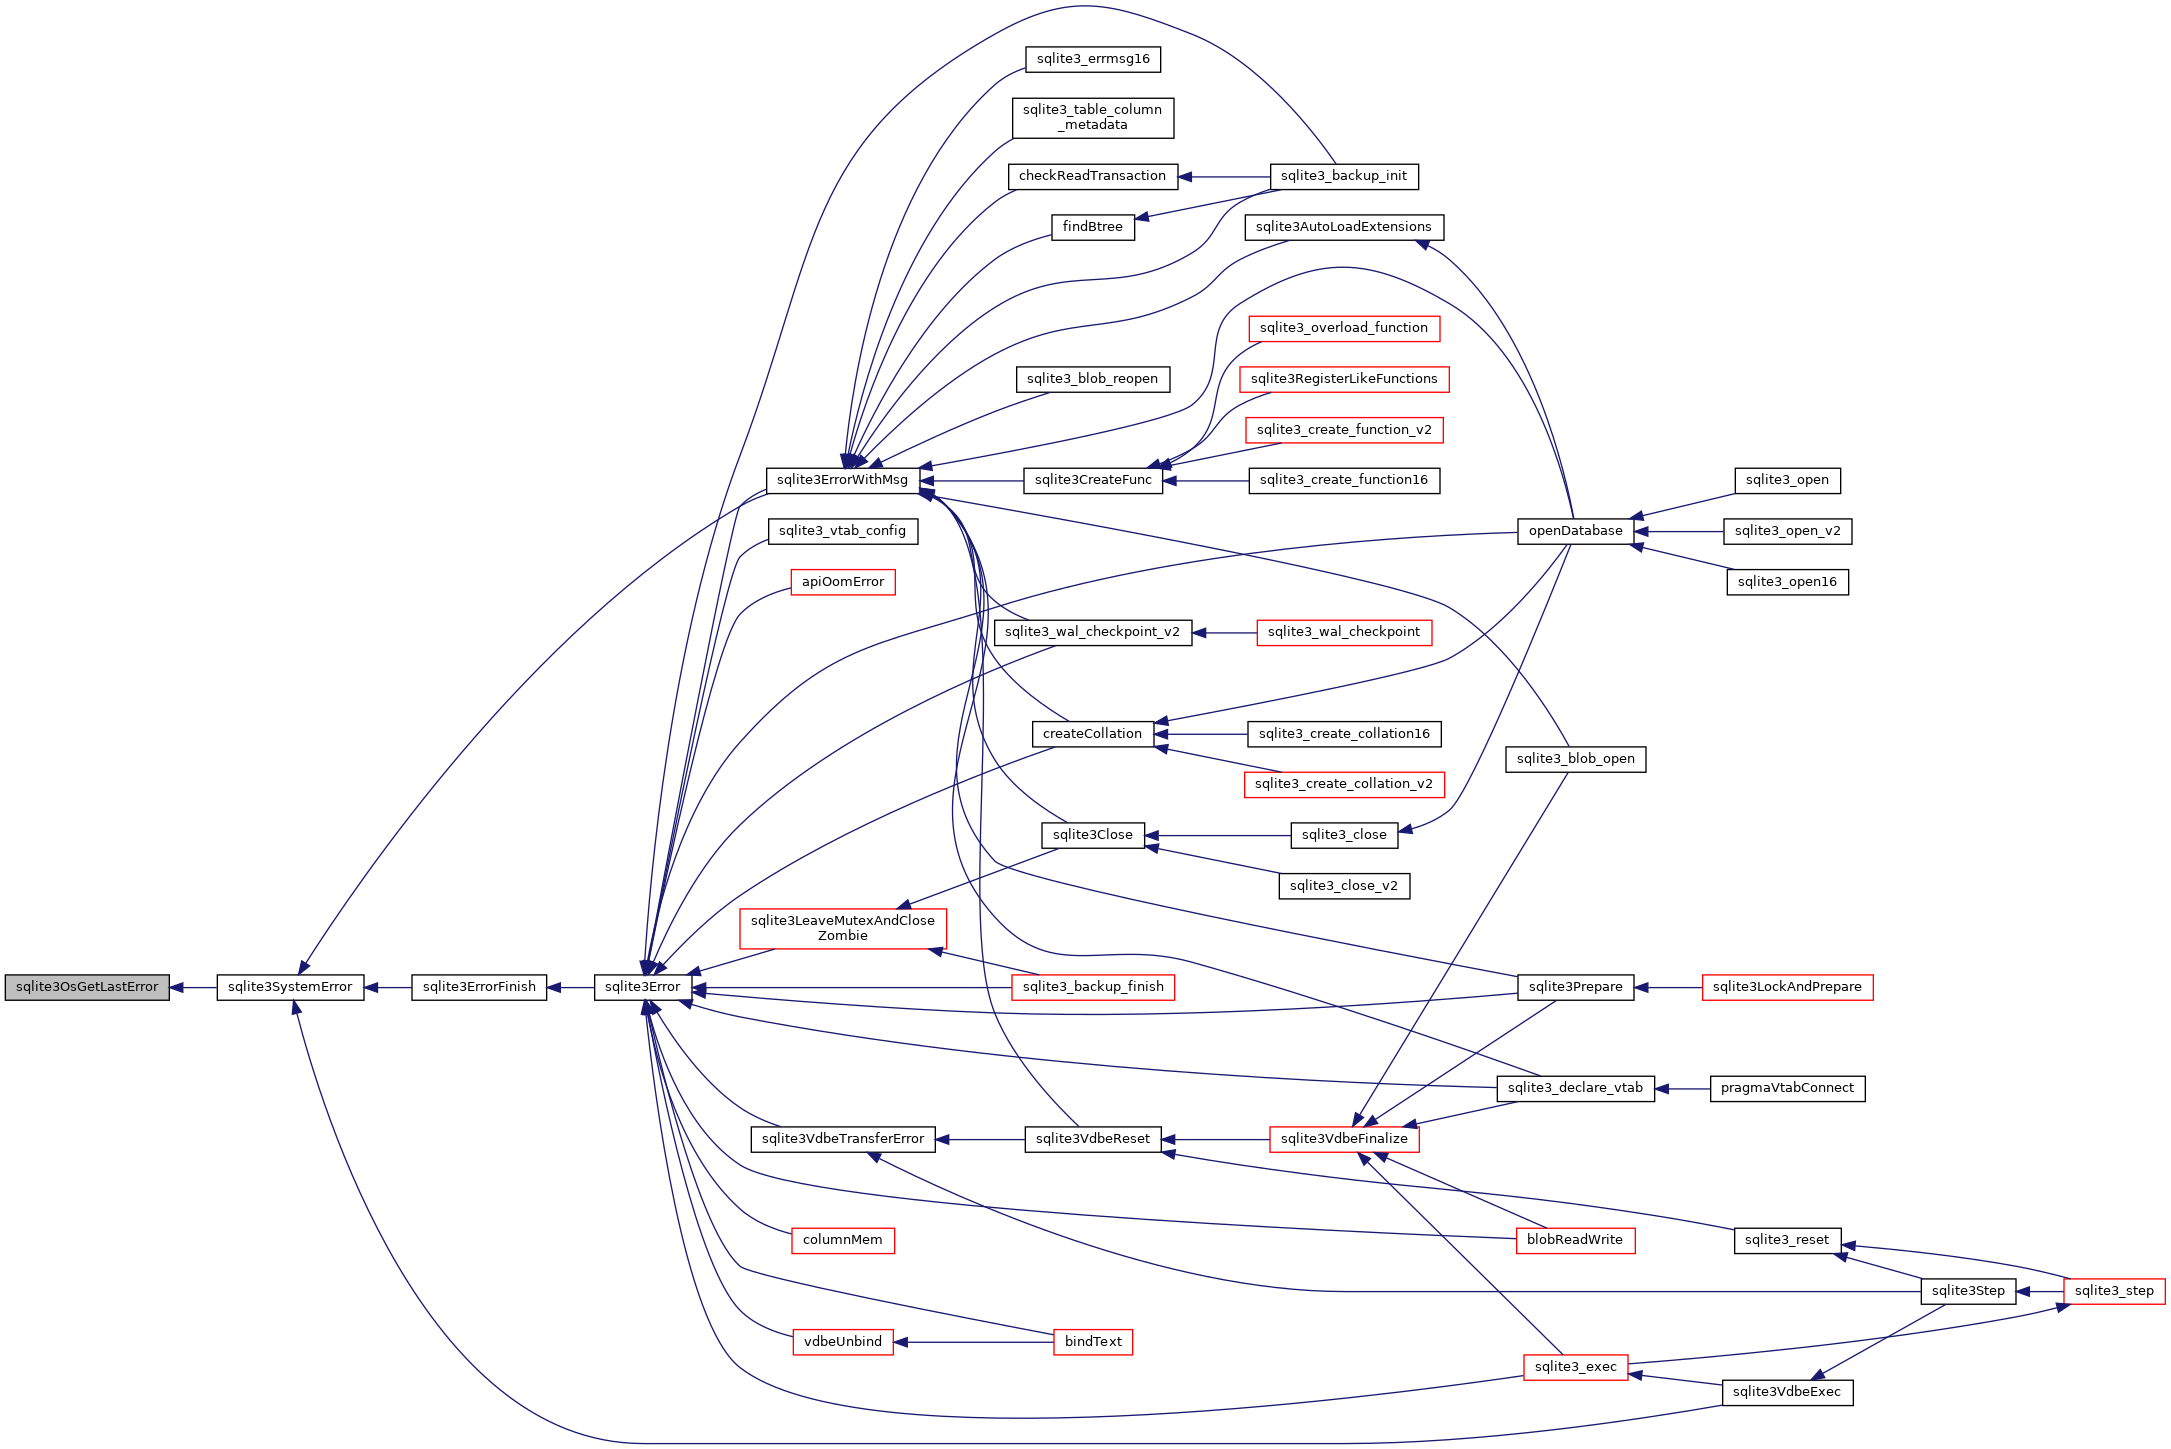 sqlite3_errmsg16
sqlite3_table_column
_metadata
checkReadTransaction
sqlite3_backup_init
findBtree
sqlite3AutoLoadExtensions
sqlite3_overload_function
sqlite3_blob_reopen
sqlite3RegisterLikeFunctions
sqlite3_create_function_v2
sqlite3ErrorWithMsg
sqlite3CreateFunc
sqlite3_create_function16
sqlite3_open
sqlite3_vtab_config
openDatabase
sqlite3_open_v2
apiOomError
sqlite3_open16
sqlite3_wal_checkpoint_v2
sqlite3_wal_checkpoint
createCollation
sqlite3_create_collation16
sqlite3_blob_open
sqlite3_create_collation_v2
sqlite3Close
sqlite3_close
sqlite3_close_v2
sqlite3LeaveMutexAndClose
Zombie
sqlite3OsGetLastError
sqlite3SystemError
sqlite3ErrorFinish
sqlite3Error
sqlite3_backup_finish
sqlite3Prepare
sqlite3LockAndPrepare
sqlite3_declare_vtab
pragmaVtabConnect
sqlite3VdbeTransferError
sqlite3VdbeReset
sqlite3VdbeFinalize
columnMem
blobReadWrite
sqlite3_reset
sqlite3Step
sqlite3_step
vdbeUnbind
bindText
sqlite3_exec
sqlite3VdbeExec